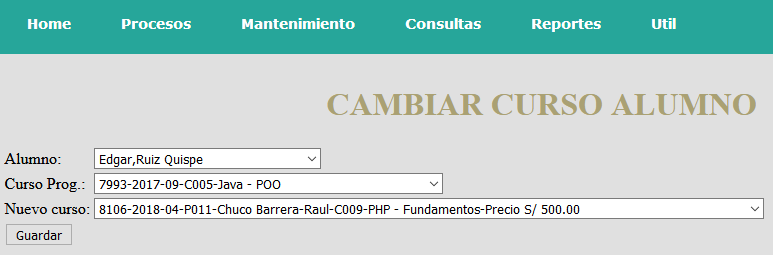 Home Procesos Mantenimiento Consultas Reportes Util
CAMBIAR CURSO ALUMNO
Alumno: Edgar,Ruiz Quispe
Curso Prog.: 7993-2017-09-C005-Java - POO
Nuevo curso: 8106-2018-04-P011-Chuco Barrera-Raul-C009-PHP - Fundamentos-Precio S/ 500.00
Guardar